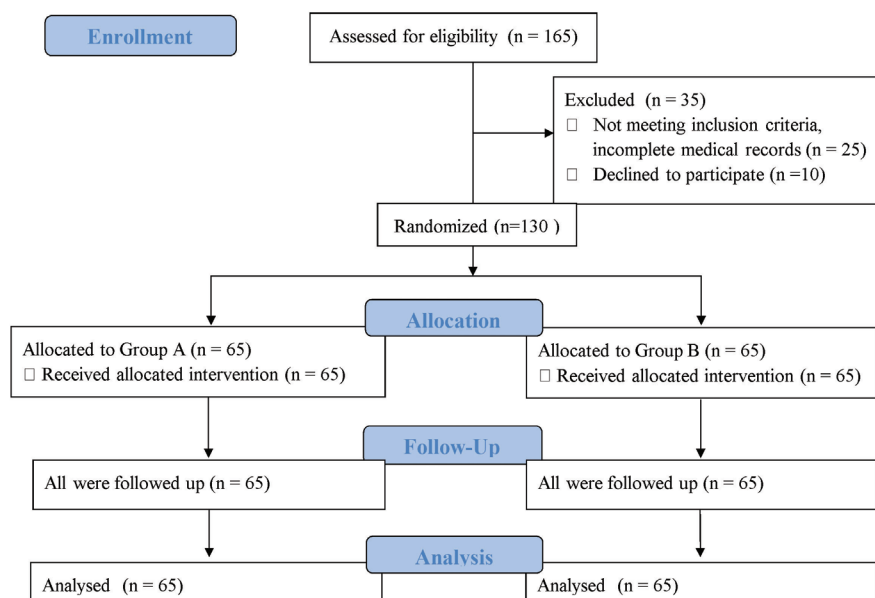 Enrollment
Assessed for eligibility (n = 165)
Excluded (n = 35)
□ Not meeting inclusion criteria,
incomplete medical records (n = 25)
□ Declined to participate (n =10)
Randomized (n=130 )
Allocation
Allocated to Group A (n = 65)
□ Received allocated intervention (n = 65)
Allocated to Group B (n = 65)
□ Received allocated intervention (n = 65)
Follow-Up
All were followed up (n = 65)
All were followed up (n = 65)
Analysis
Analysed (n = 65)
Analysed (n = 65)